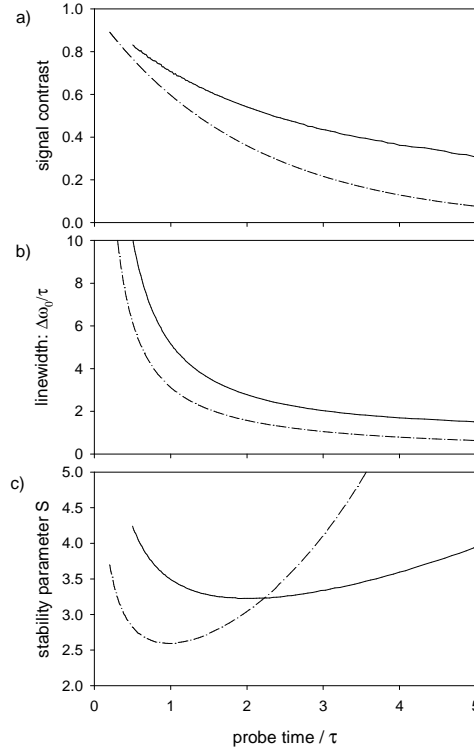 a)
1.0
0.8
0.6
0.4
0.2
0.0
signal contrast
b)
10
8
6
4
2
0
linewidth: Δω₀/τ
c)
5.0
4.5
4.0
3.5
3.0
2.5
2.0
stability parameter S
0 1 2 3 4 5
probe time / τ